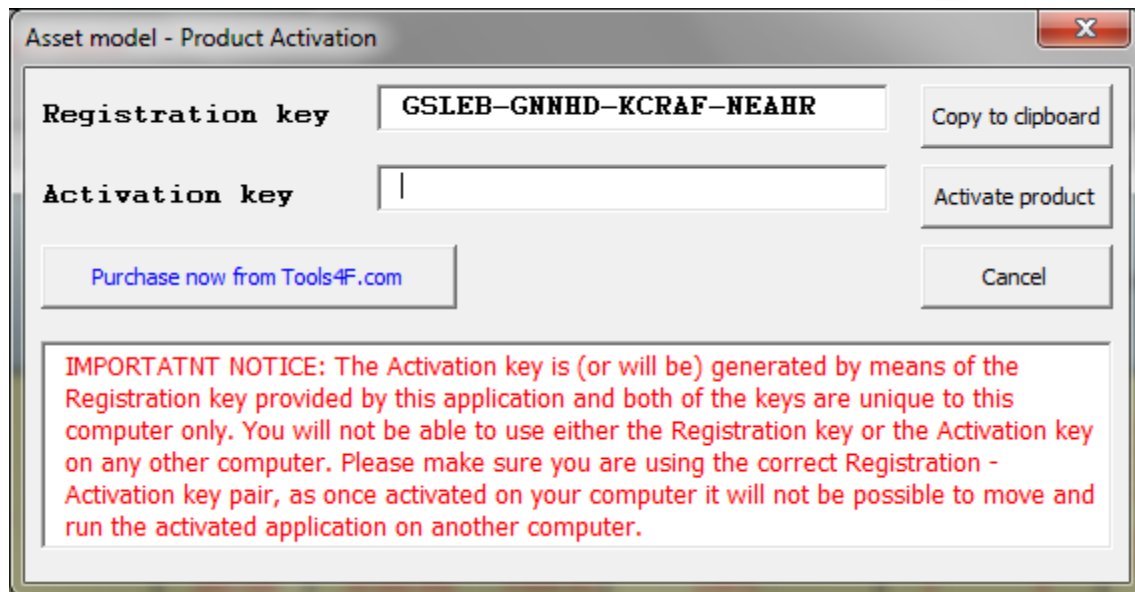 Asset model - Product Activation
Registration key
GSLEB-GNNHD-KCRAF-NEAHR
Copy to clipboard
Activation key
Activate product
Purchase now from Tools4F.com
Cancel
IMPORTATNT NOTICE: The Activation key is (or will be) generated by means of the
Registration key provided by this application and both of the keys are unique to this
computer only. You will not be able to use either the Registration key or the Activation key
on any other computer. Please make sure you are using the correct Registration -
Activation key pair, as once activated on your computer it will not be possible to move and
run the activated application on another computer.